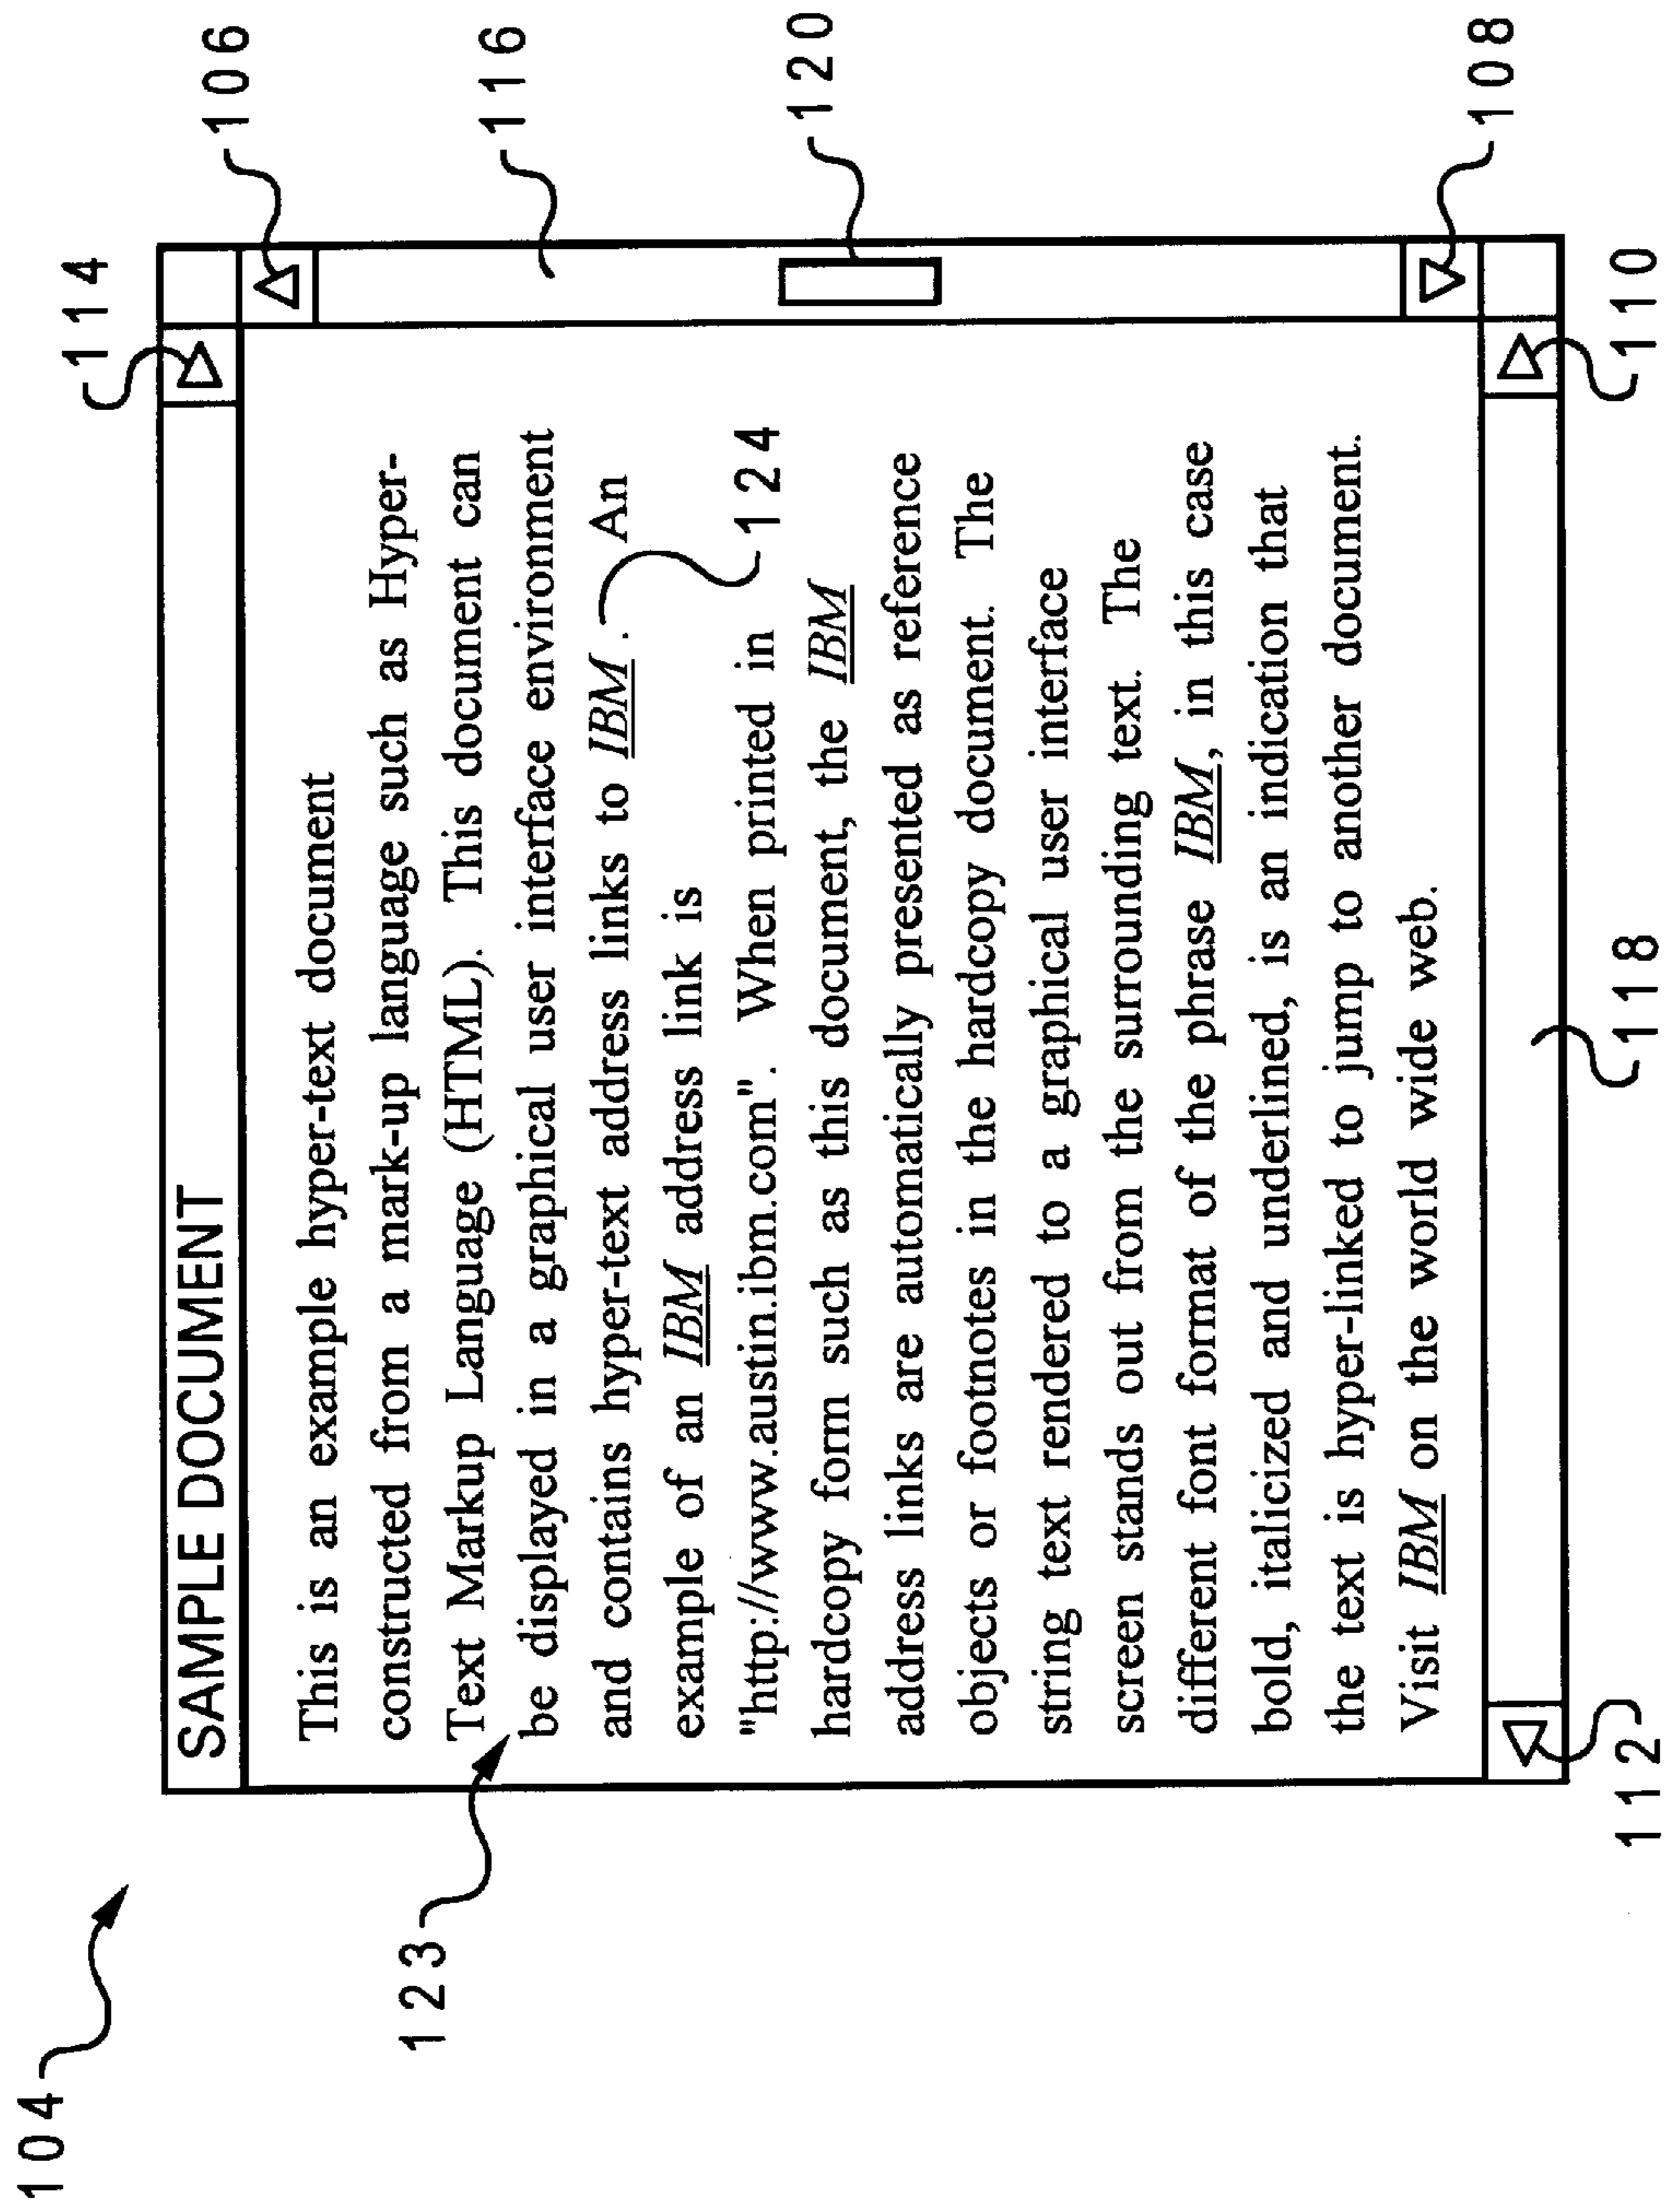 104
114
SAMPLE DOCUMENT
106
This is an example hyper-text document
constructed from a mark-up language such as Hyper-
116
123
Text Markup Language (HTML). This document can
be displayed in a graphical user interface environment
and contains hyper-text address links to IBM. An
example of an IBM address link is
124
"http://www.austin.ibm.com". When printed in
120
hardcopy form such as this document, the IBM
address links are automatically presented as reference
objects or footnotes in the hardcopy document. The
string text rendered to a graphical user interface
screen stands out from the surrounding text. The
different font format of the phrase IBM, in this case
bold, italicized and underlined, is an indication that
the text is hyper-linked to jump to another document.
Visit IBM on the world wide web.
108
112
118
110